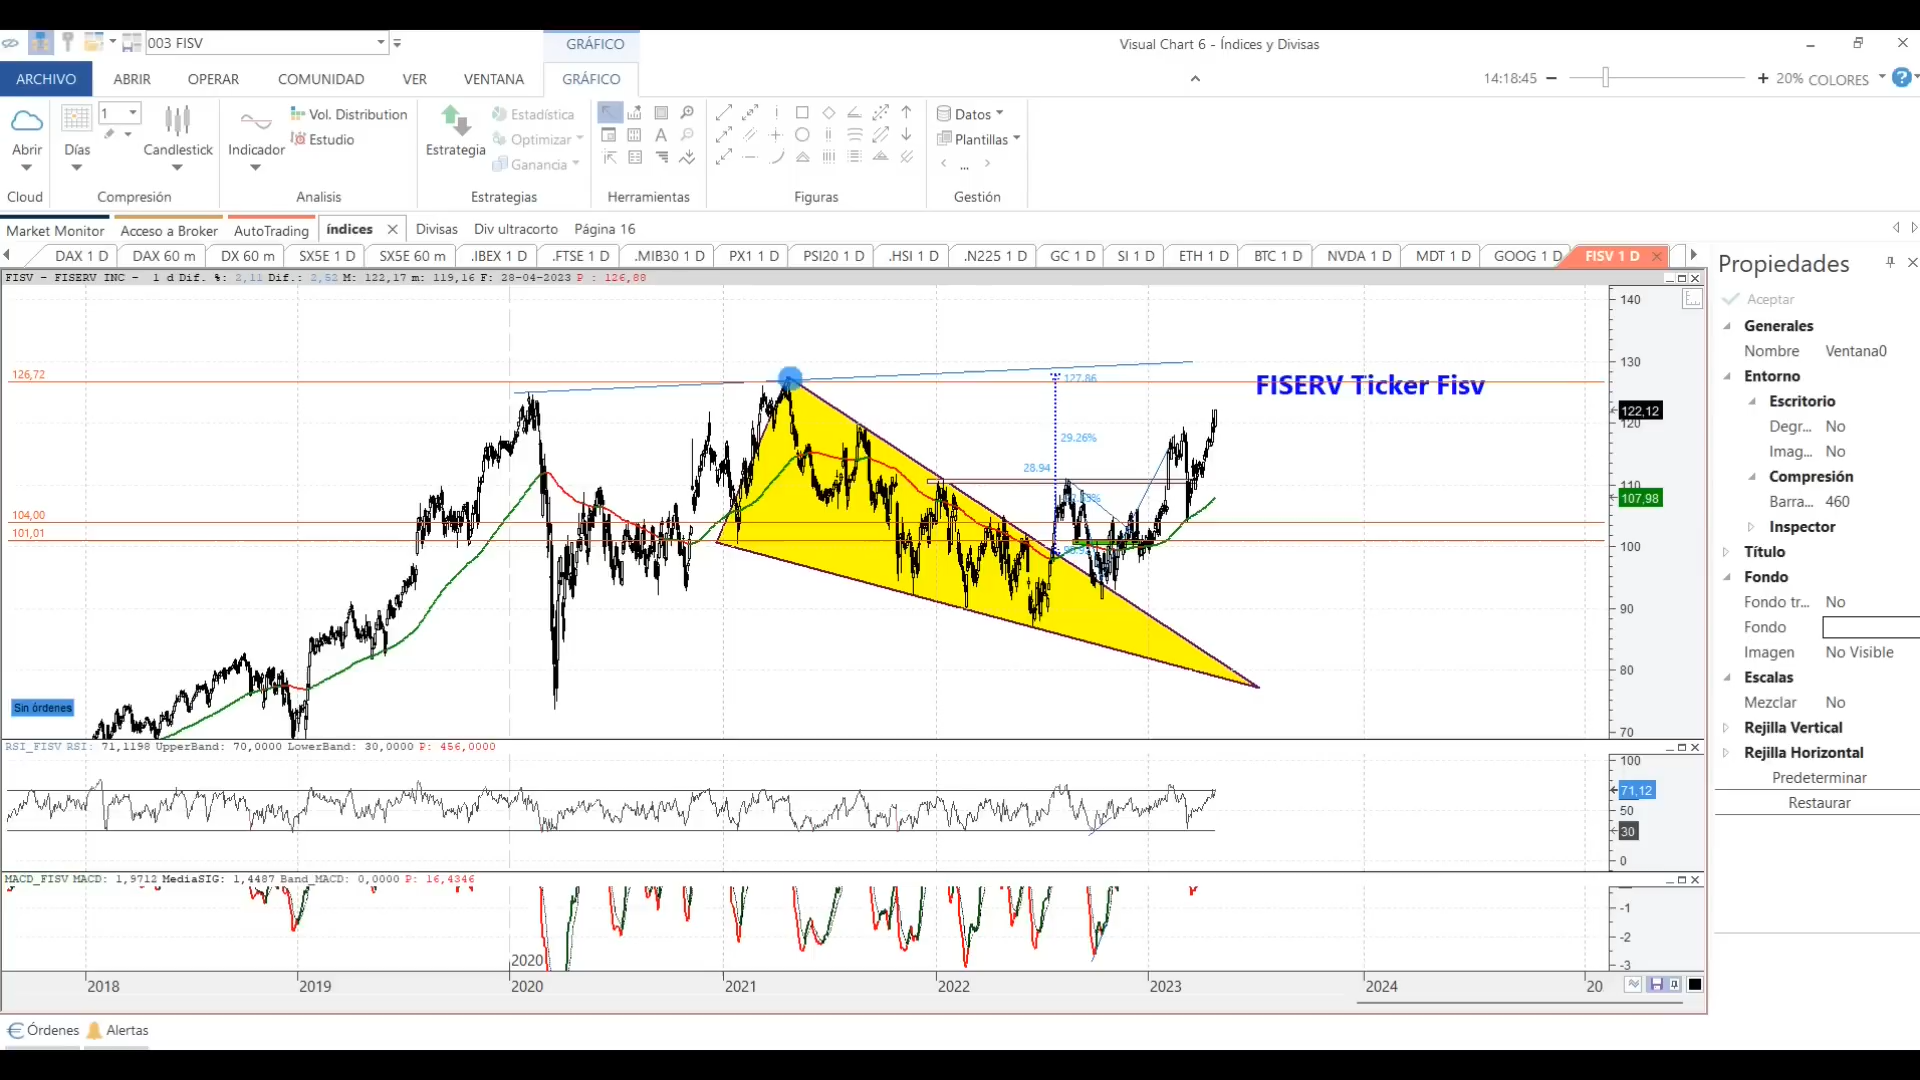 003 FISV
GRÁFICO
Visual Chart 6 - Índices y Divisas
ARCHIVO ABRIR OPERAR COMUNIDAD VER VENTANA GRÁFICO
14:18:45 20% COLORES
Abrir
Cloud
Días
1
Candlestick
Compresión
Indicador
Vol. Distribution
Estudio
Analisis
Estrategia
Estadística
Optimizar
Ganancia
Estrategias
Herramientas
Figuras
Datos
Plantillas
...
Gestión
Market Monitor Acceso a Broker AutoTrading índices Divisas Div ultracorto Página 16
DAX 1 D DAX 60 m DX 60 m SX5E 1 D SX5E 60 m .IBEX 1 D .FTSE 1 D .MIB30 1 D PX1 1 D PSI20 1 D .HSI 1 D .N225 1 D GC 1 D SI 1 D ETH 1 D BTC 1 D NVDA 1 D MDT 1 D GOOG 1 D FISV 1 D
FISV - FISERV INC - 1 d Dif. %: 2,11 Dif.: 2,52 M: 122,17 m: 119,16 F: 28-04-2023 P : 126,88
126,72
104,00
101,01
127.86
29.26%
28.94
FISERV Ticker Fisv
140
130
122,12
120
110
107,98
100
90
80
70
Sin órdenes
RSI_FISV RSI: 71,1198 UpperBand: 70,0000 LowerBand: 30,0000 P: 456,0000
100
71,12
50
30
0
MACD_FISV MACD: 1,9712 MediaSIG: 1,4487 Band_MACD: 0,0000 P: 16,4346
-1
-2
-3
2020
2018 2019 2020 2021 2022 2023 2024 20
Propiedades
Aceptar
Generales
Nombre Ventana0
Entorno
Escritorio
Degr... No
Imag... No
Compresión
Barra... 460
Inspector
Título
Fondo
Fondo tr... No
Fondo
Imagen No Visible
Escalas
Mezclar No
Rejilla Vertical
Rejilla Horizontal
Predeterminar
Restaurar
Órdenes Alertas